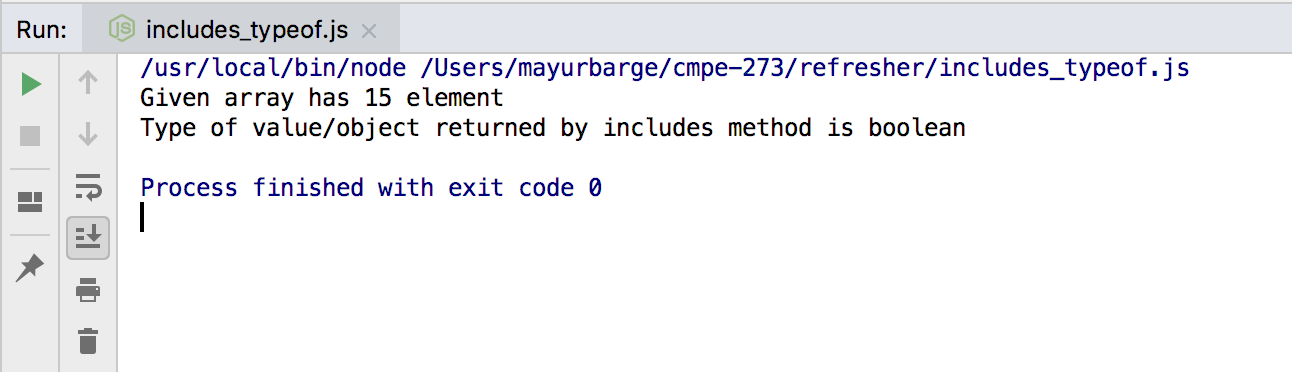 Run: includes_typeof.js
/usr/local/bin/node /Users/mayurbarge/cmpe-273/refresher/includes_typeof.js
Given array has 15 element
Type of value/object returned by includes method is boolean
Process finished with exit code 0